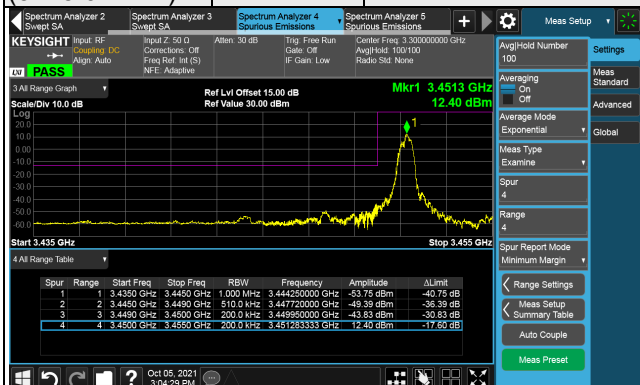 Spectrum Analyzer 2
Swept SA
Spectrum Analyzer 3
Swept SA
Spectrum Analyzer 4
Spurious Emissions
Spectrum Analyzer 5
Spurious Emissions
Meas Setup
KEYSIGHT
Input: RF
Coupling: DC
Align: Auto
Input Z: 50 Ω
Corrections: Off
Freq Ref: Int (S)
NFE: Adaptive
Atten: 30 dB
Trig: Free Run
Gate: Off
IF Gain: Low
Center Freq: 3.300000000 GHz
Avg|Hold: 100/100
Radio Std: None
LXI PASS
3 All Range Graph
Scale/Div 10.0 dB
Ref Lvl Offset 15.00 dB
Ref Value 30.00 dBm
Mkr1 3.4513 GHz
12.40 dBm
Log
20.0
10.0
0.00
-10.0
-20.0
-30.0
-40.0
-50.0
-60.0
1
Start 3.435 GHz
Stop 3.455 GHz
4 All Range Table
Spur Range Start Freq Stop Freq RBW Frequency Amplitude ΔLimit
1 1 3.4350 GHz 3.4450 GHz 1.000 MHz 3.444250000 GHz -53.75 dBm -40.75 dB
2 2 3.4450 GHz 3.4490 GHz 510.0 kHz 3.447720000 GHz -49.39 dBm -36.39 dB
3 3 3.4490 GHz 3.4500 GHz 200.0 kHz 3.449950000 GHz -43.83 dBm -30.83 dB
4 4 3.4500 GHz 3.4550 GHz 200.0 kHz 3.451283333 GHz 12.40 dBm -17.60 dB
Avg|Hold Number
100
Averaging
On
Off
Average Mode
Exponential
Meas Type
Examine
Spur
4
Range
4
Spur Report Mode
Minimum Margin
Range Settings
Meas Setup
Summary Table
Auto Couple
Meas Preset
Settings
Meas
Standard
Advanced
Global
?
Oct 05, 2021
3:04:29 PM